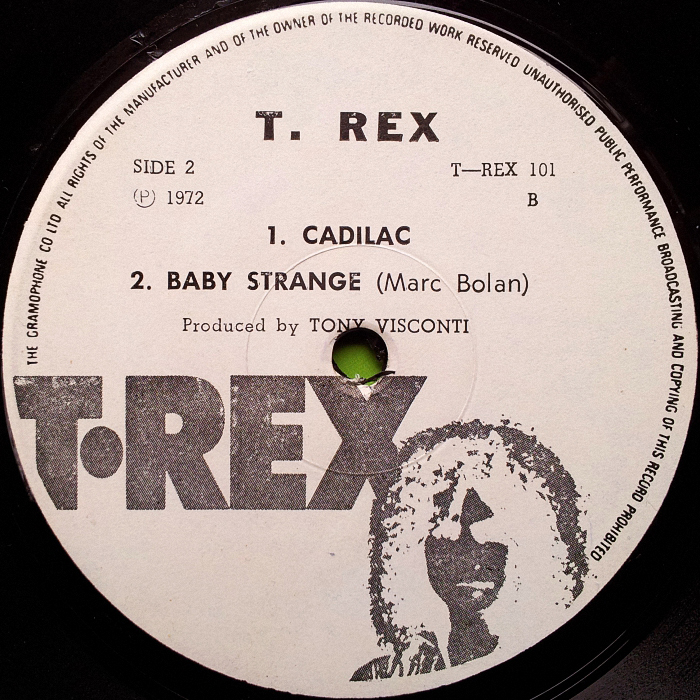 THE GRAMOPHONE CO LTD ALL RIGHTS OF THE MANUFACTURER AND OF THE OWNER OF THE RECORDED WORK RESERVED UNAUTHORISED PUBLIC PERFORMANCE BROADCASTING AND COPYING OF THIS RECORD PROHIBITED
T. REX
SIDE 2 T—REX 101
Ⓟ 1972 B
1. CADILAC
2. BABY STRANGE (Marc Bolan)
Produced by TONY VISCONTI
T·REX